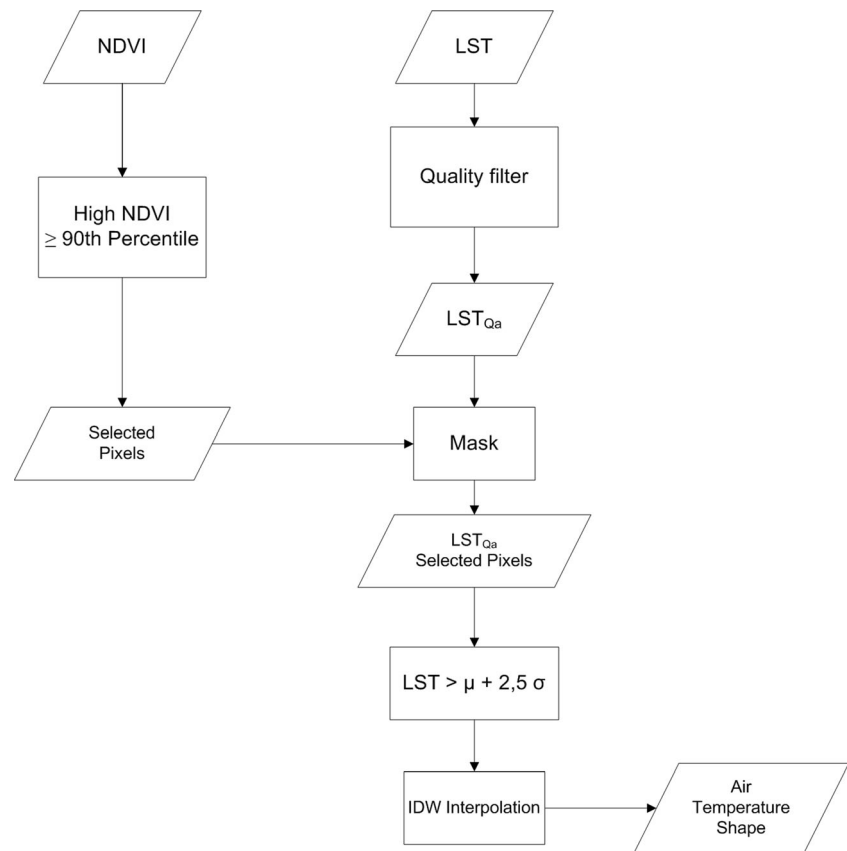 NDVI
LST
Quality filter
High NDVI
≥ 90th Percentile
LSTQa
Selected
Pixels
Mask
LSTQa
Selected Pixels
LST > μ + 2,5 σ
IDW Interpolation
Air
Temperature
Shape